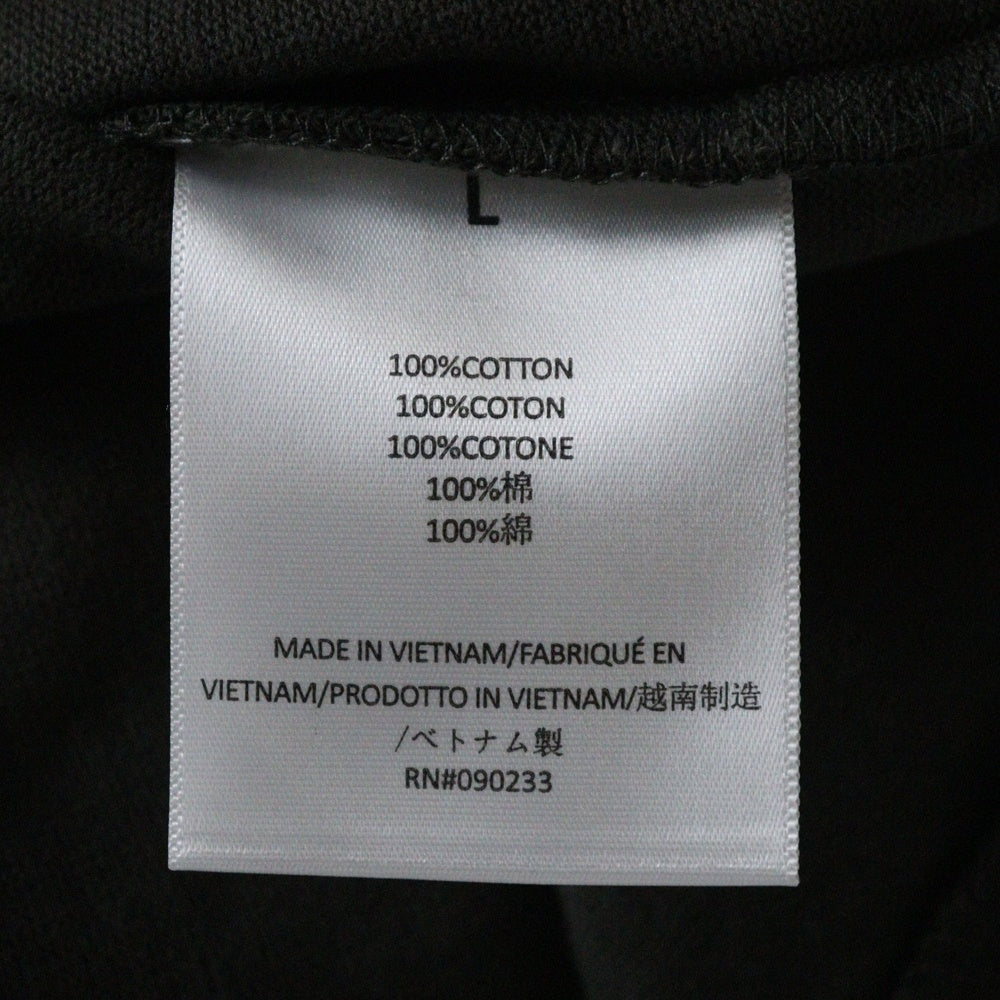 L
100%COTTON
100%COTON
100%COTONE
100%棉
100%綿
MADE IN VIETNAM/FABRIQUÉ EN
VIETNAM/PRODOTTO IN VIETNAM/越南制造
/ベトナム製
RN#090233